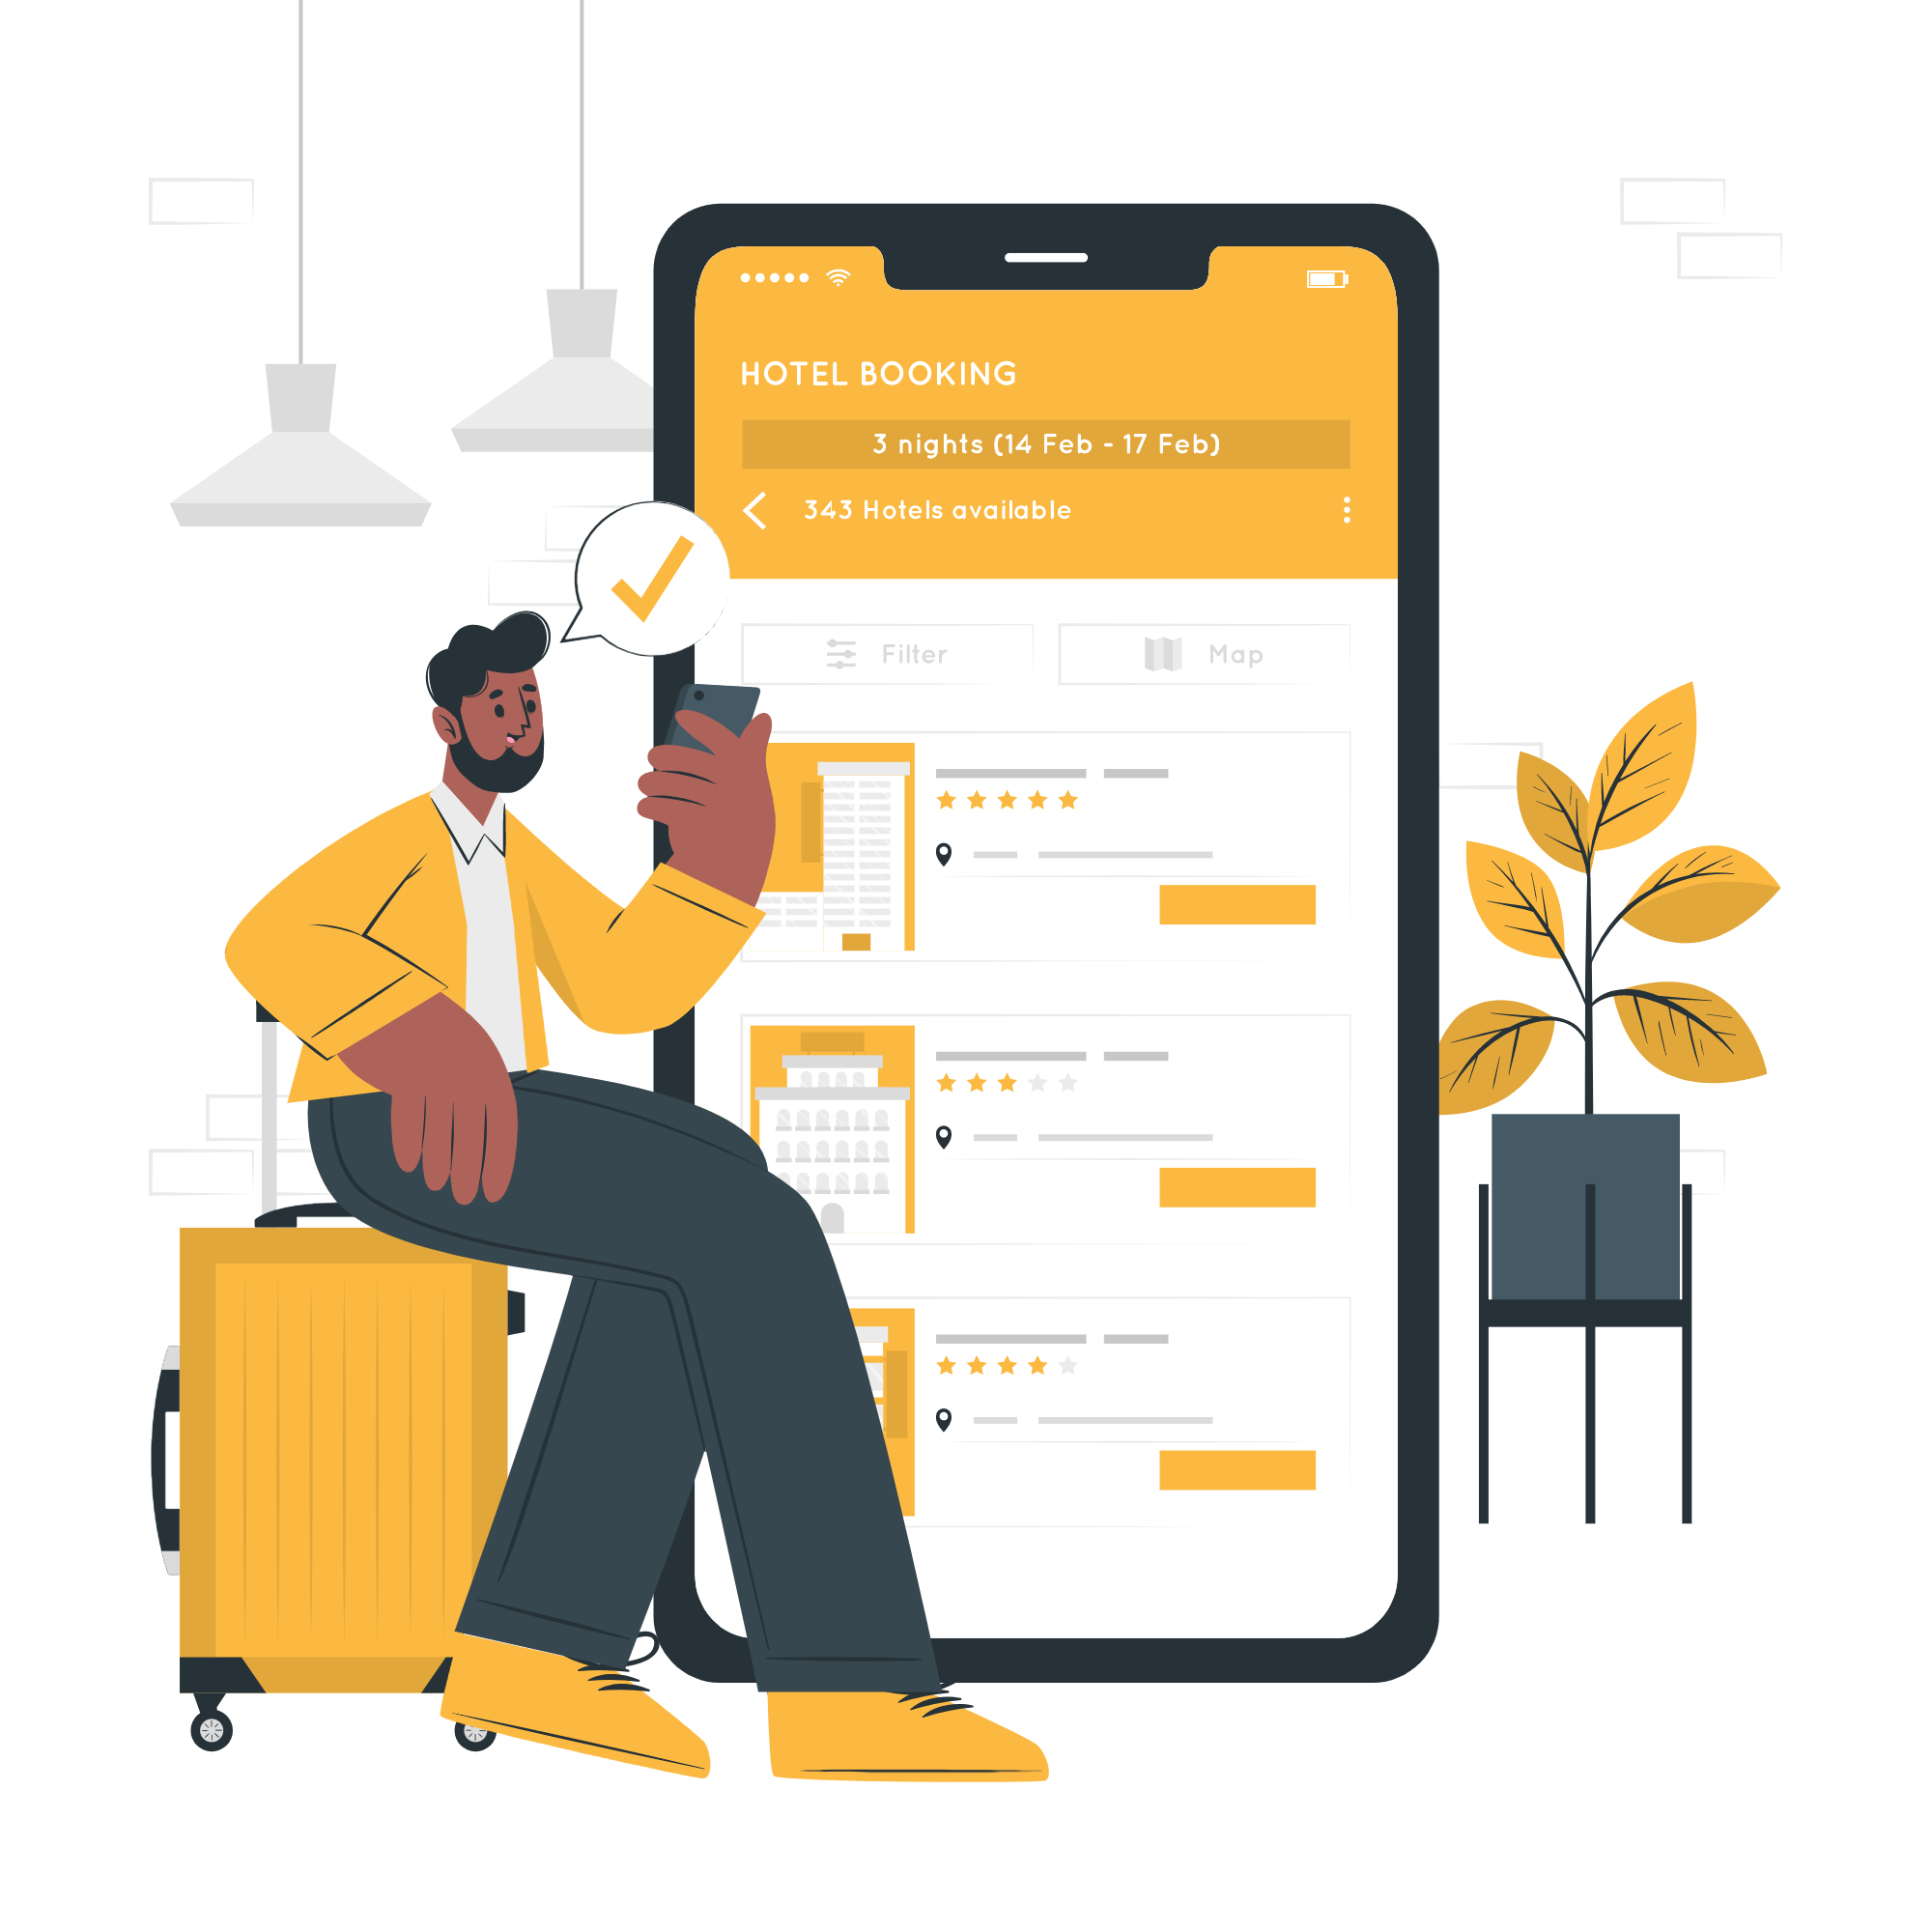 HOTEL BOOKING
3 nights (14 Feb - 17 Feb)
343 Hotels available
Filter
Map